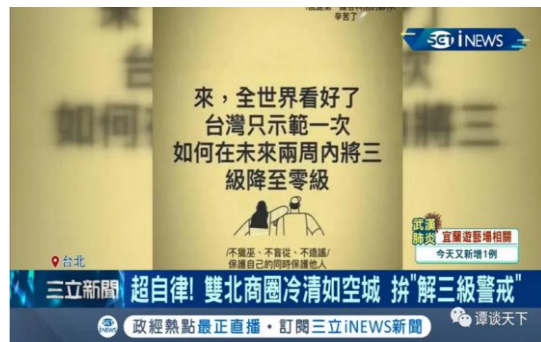 辛苦了
SET iNEWS
來，全世界看好了
台灣只示範一次
如何在未來兩周內將三
級降至零級
/不獵巫、不盲從、不造謠/
保護自己的同時保護他人
武漢肺炎
宜蘭遊藝場相關
今天又新增1例
台北
三立新聞
超自律! 雙北商圈冷清如空城 拚"解三級警戒"
iNEWS
政經熱點最正直播·訂閱三立iNEWS新聞
谭谈天下